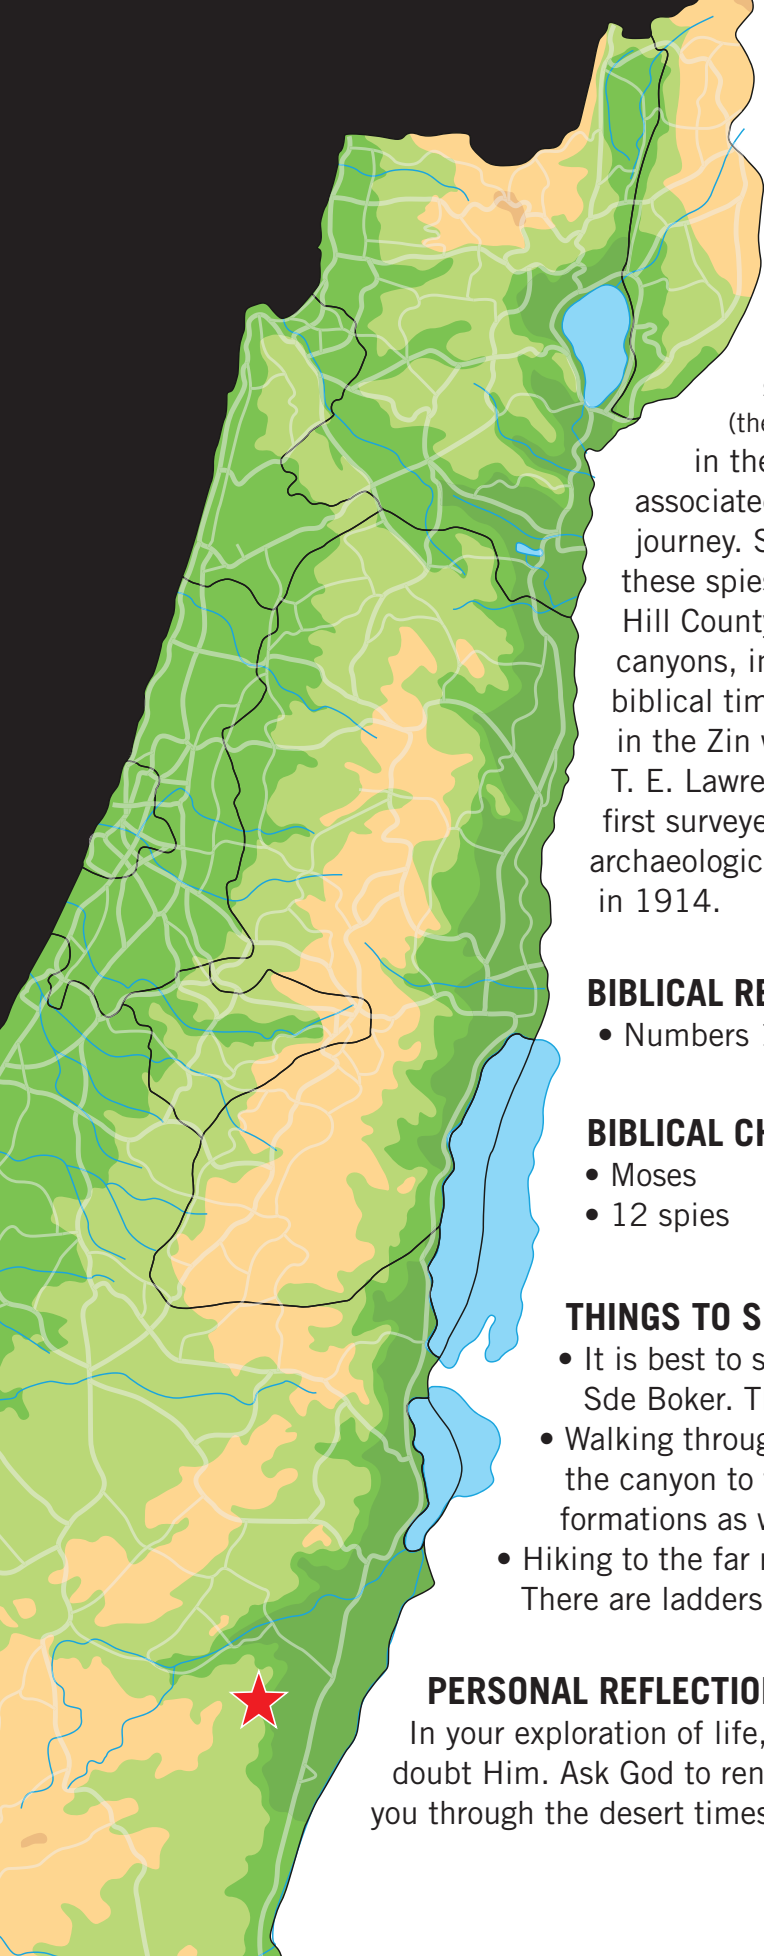 (the
in the
associated
journey. S
these spies
Hill County
canyons, in
biblical tim
in the Zin
T. E. Lawre
first surveye
archaeologic
in 1914.
BIBLICAL RE
• Numbers
BIBLICAL CH
• Moses
• 12 spies
THINGS TO S
• It is best to s
Sde Boker. T
• Walking throug
the canyon to
formations as w
• Hiking to the far
There are ladders
PERSONAL REFLECTIO
In your exploration of life,
doubt Him. Ask God to ren
you through the desert times